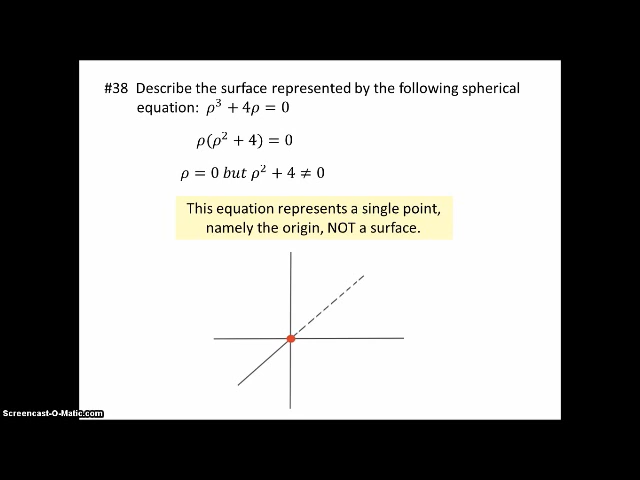 #38 Describe the surface represented by the following spherical
equation: ρ³ + 4ρ = 0
ρ(ρ² + 4) = 0
ρ = 0 but ρ² + 4 ≠ 0
This equation represents a single point,
namely the origin, NOT a surface.
Screencast-O-Matic.com